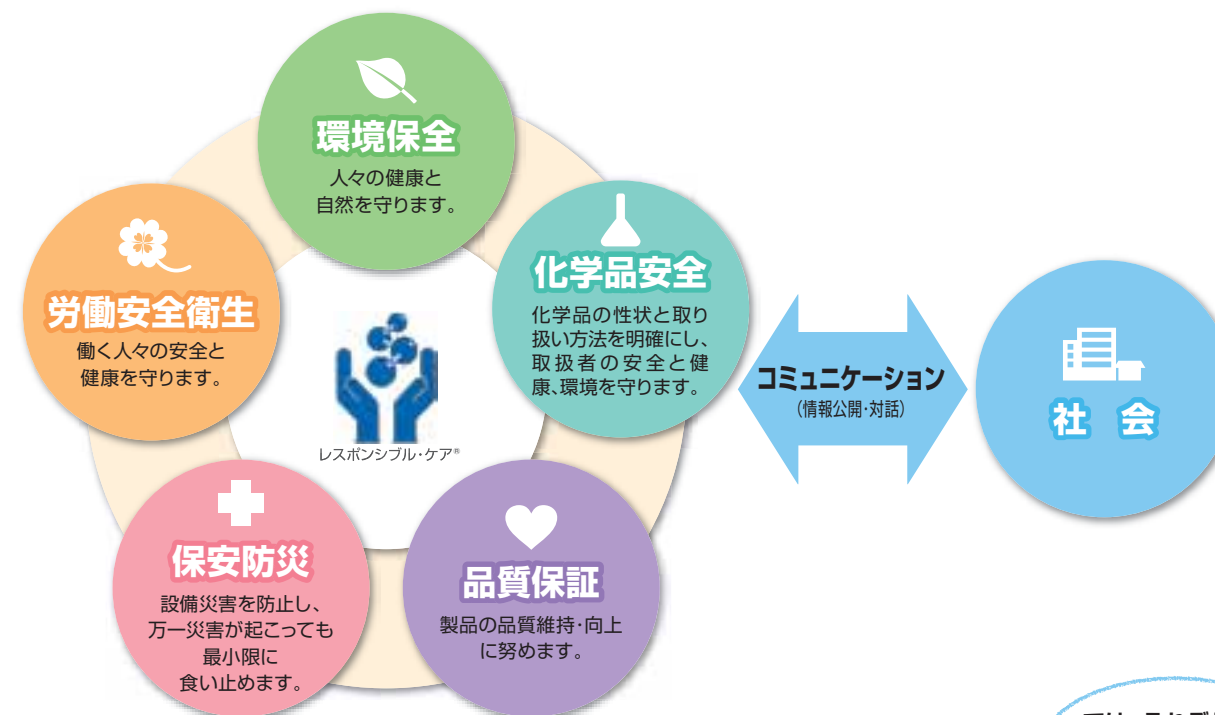 環境保全
人々の健康と
自然を守ります。
化学品安全
化学品の性状と取り
扱い方法を明確にし、
取扱者の安全と健
康、環境を守ります。
労働安全衛生
働く人々の安全と
健康を守ります。
レスポンシブル・ケア®
コミュニケーション
(情報公開・対話)
社 会
保安防災
設備災害を防止し、
万一災害が起こっても
最小限に
食い止めます。
品質保証
製品の品質維持・向上
に努めます。